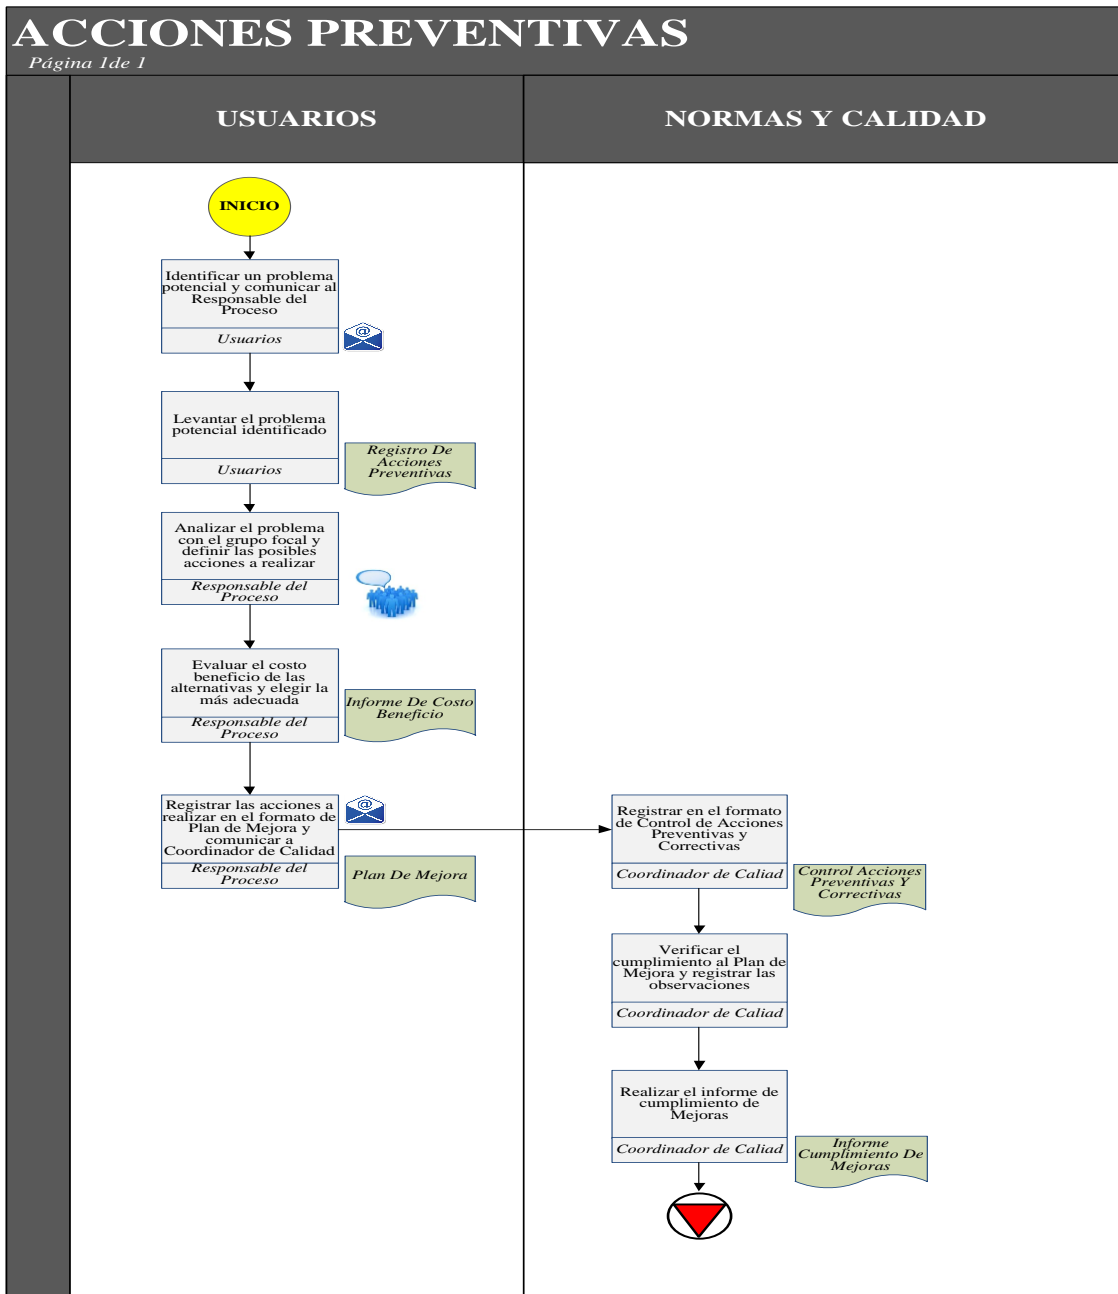 ACCIONES PREVENTIVAS
Página 1de 1
USUARIOS
NORMAS Y CALIDAD
INICIO
Identificar un problema
potencial y comunicar al
Responsable del
Proceso
Usuarios
@
Levantar el problema
potencial identificado
Usuarios
Registro De
Acciones
Preventivas
Analizar el problema
con el grupo focal y
definir las posibles
acciones a realizar
Responsable del
Proceso
Evaluar el costo
beneficio de las
alternativas y elegir la
más adecuada
Responsable del
Proceso
Informe De Costo
Beneficio
Registrar las acciones a
realizar en el formato de
Plan de Mejora y
comunicar a
Coordinador de Calidad
Responsable del
Proceso
@
Plan De Mejora
Registrar en el formato
de Control de Acciones
Preventivas y
Correctivas
Coordinador de Caliad
Control Acciones
Preventivas Y
Correctivas
Verificar el
cumplimiento al Plan de
Mejora y registrar las
observaciones
Coordinador de Caliad
Realizar el informe de
cumplimiento de
Mejoras
Coordinador de Caliad
Informe
Cumplimiento De
Mejoras